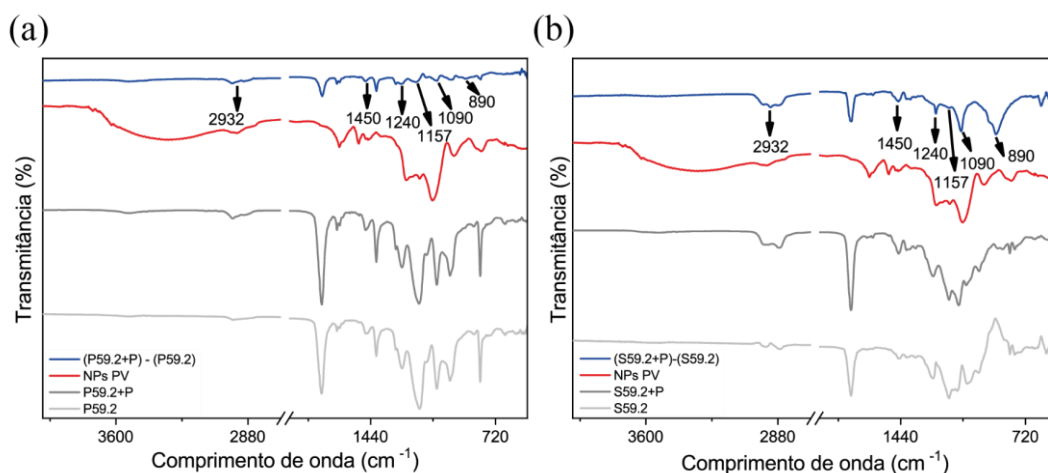 (a)
Transmitância (%)
2932
1450
1240
1157
1090
890
(P59.2+P) - (P59.2)
NPs PV
P59.2+P
P59.2
3600
2880
1440
720
Comprimento de onda (cm⁻¹)
(b)
Transmitância (%)
2932
1450
1240
1157
1090
890
(S59.2+P)-(S59.2)
NPs PV
S59.2+P
S59.2
3600
2880
1440
720
Comprimento de onda (cm⁻¹)